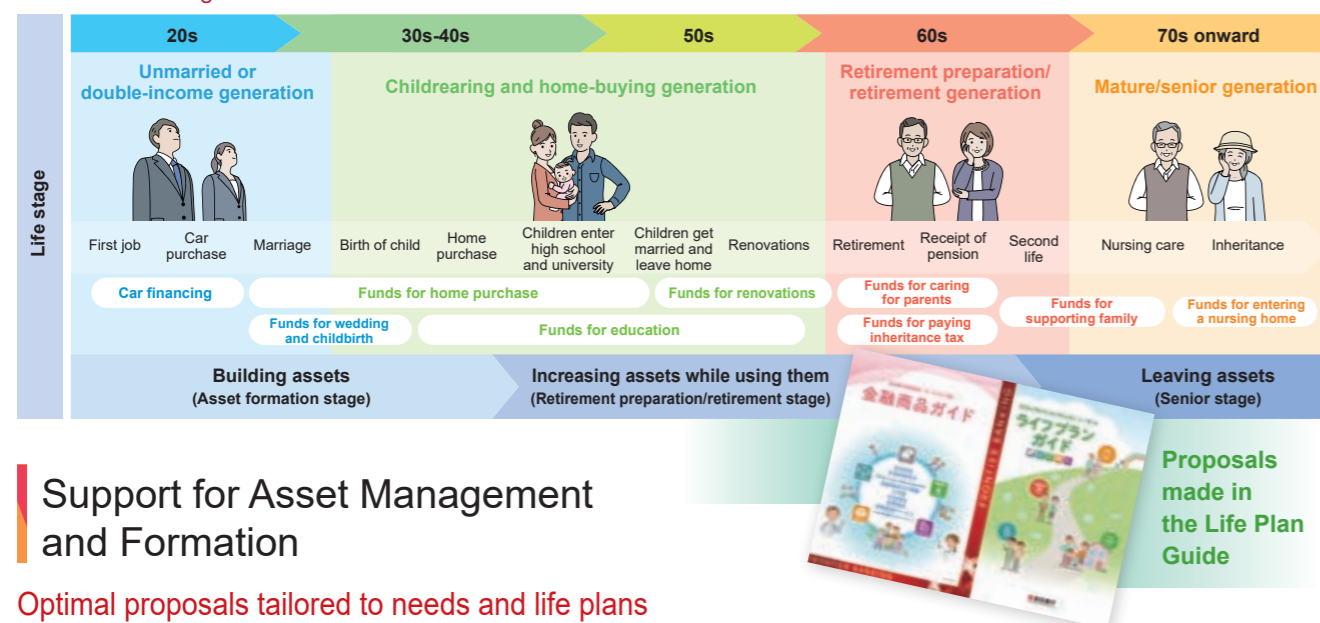 20s
30s-40s
50s
60s
70s onward
Life stage
Unmarried or
double-income generation
Childrearing and home-buying generation
Retirement preparation/
retirement generation
Mature/senior generation
First job
Car
purchase
Marriage
Birth of child
Home
purchase
Children enter
high school
and university
Children get
married and
leave home
Renovations
Retirement
Receipt of
pension
Second
life
Nursing care
Inheritance
Car financing
Funds for home purchase
Funds for renovations
Funds for caring
for parents
Funds for
supporting family
Funds for entering
a nursing home
Funds for wedding
and childbirth
Funds for education
Funds for paying
inheritance tax
Building assets
(Asset formation stage)
Increasing assets while using them
(Retirement preparation/retirement stage)
Leaving assets
(Senior stage)
金融商品ガイド
ライフプラン
ガイド
Proposals
made in
the Life Plan
Guide
Support for Asset Management
and Formation
Optimal proposals tailored to needs and life plans